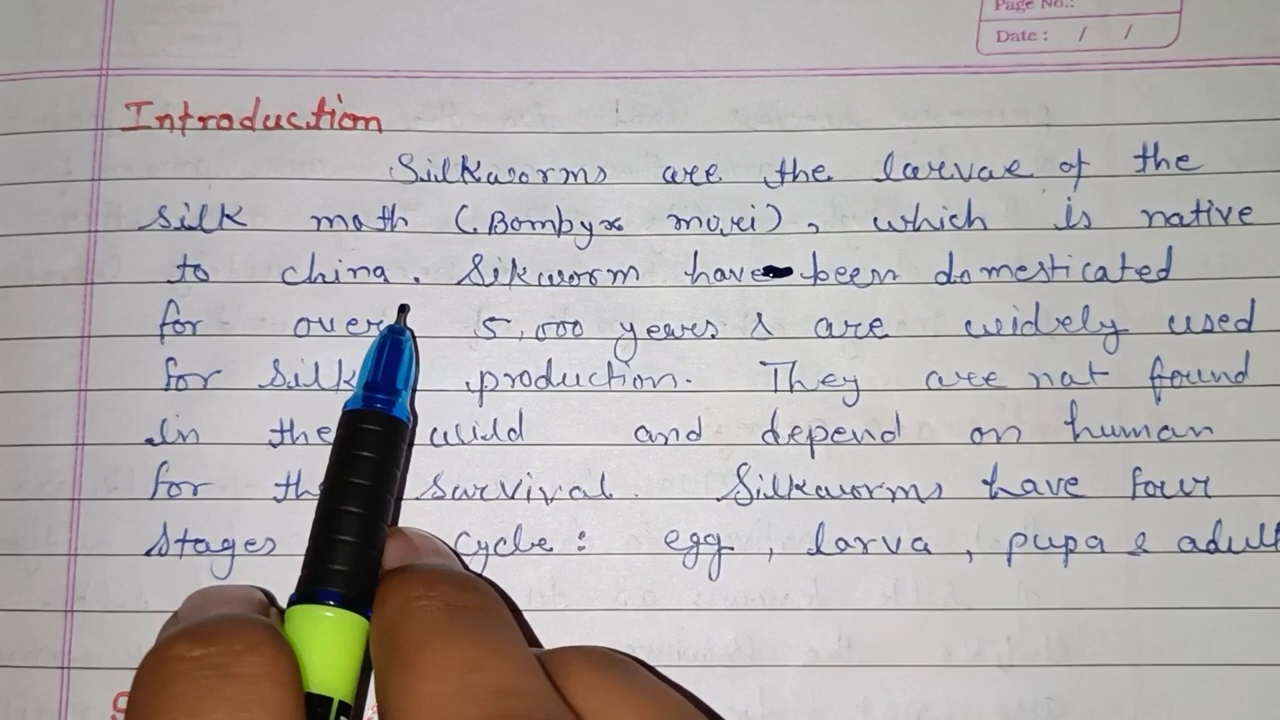 Page No.:
Date: / /
Introduction
Silkworms are the larvae of the
silk moth (Bombyx mori), which is native
to china. Sikworm have been domesticated
for over 5,000 years & are widely used
for silk production. They are not found
in the wild and depend on human
for the survival. Silkworms have four
stages cycle: egg, larva, pupa & adult